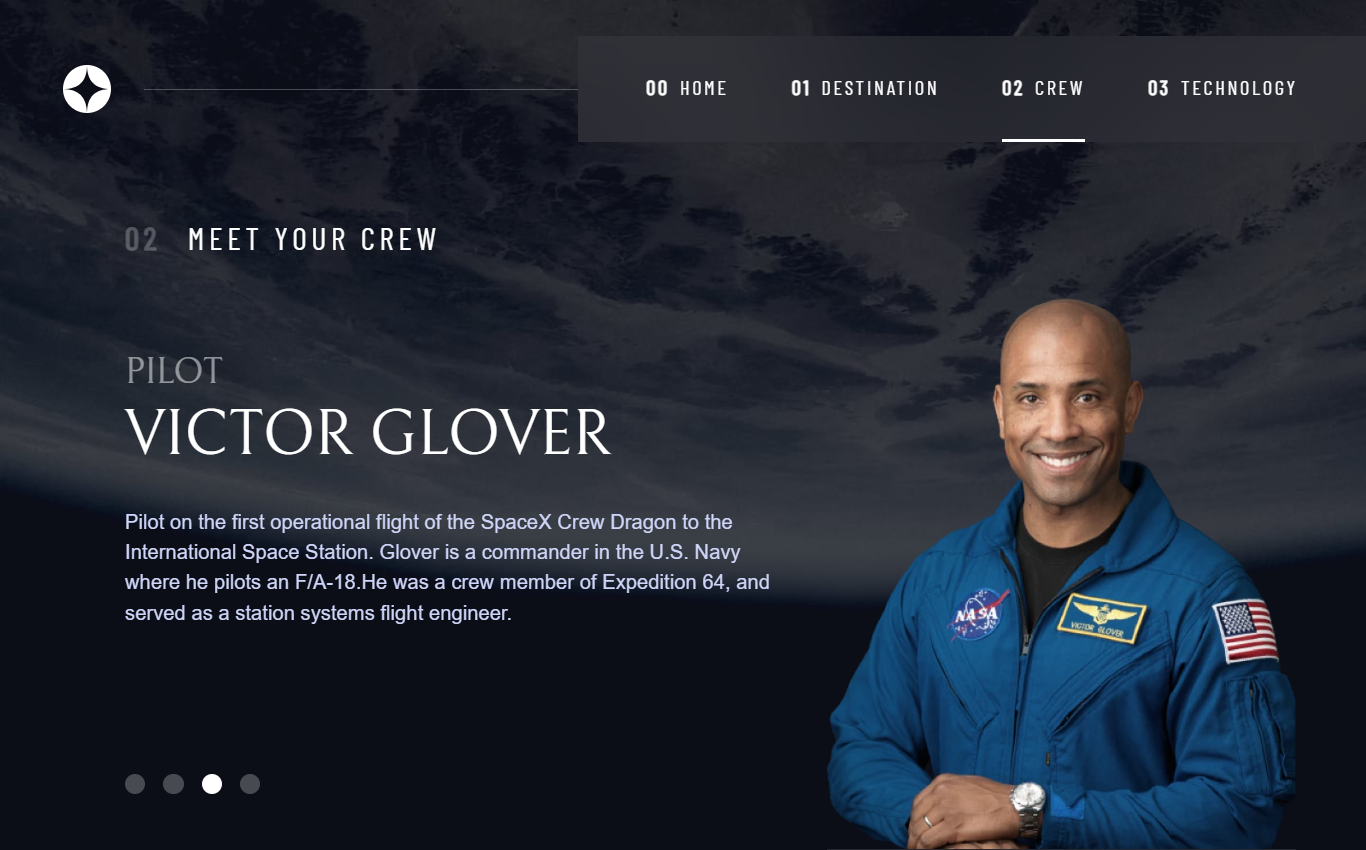 00 HOME 01 DESTINATION 02 CREW 03 TECHNOLOGY
02 MEET YOUR CREW
PILOT
VICTOR GLOVER
Pilot on the first operational flight of the SpaceX Crew Dragon to the
International Space Station. Glover is a commander in the U.S. Navy
where he pilots an F/A-18.He was a crew member of Expedition 64, and
served as a station systems flight engineer.
NASA
VICTOR GLOVER